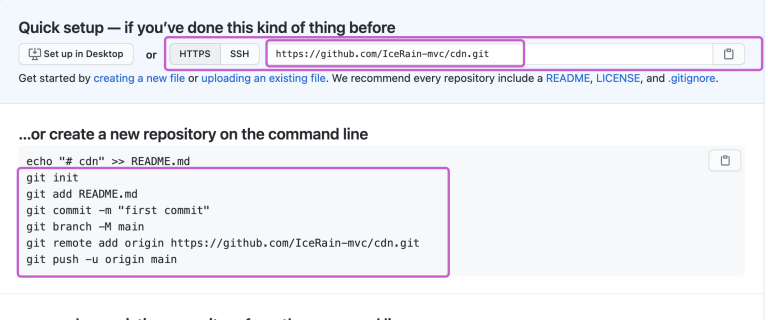 Quick setup — if you’ve done this kind of thing before
Set up in Desktop or HTTPS SSH https://github.com/IceRain-mvc/cdn.git
Get started by creating a new file or uploading an existing file. We recommend every repository include a README, LICENSE, and .gitignore.
...or create a new repository on the command line
echo "# cdn" >> README.md
git init
git add README.md
git commit -m "first commit"
git branch -M main
git remote add origin https://github.com/IceRain-mvc/cdn.git
git push -u origin main